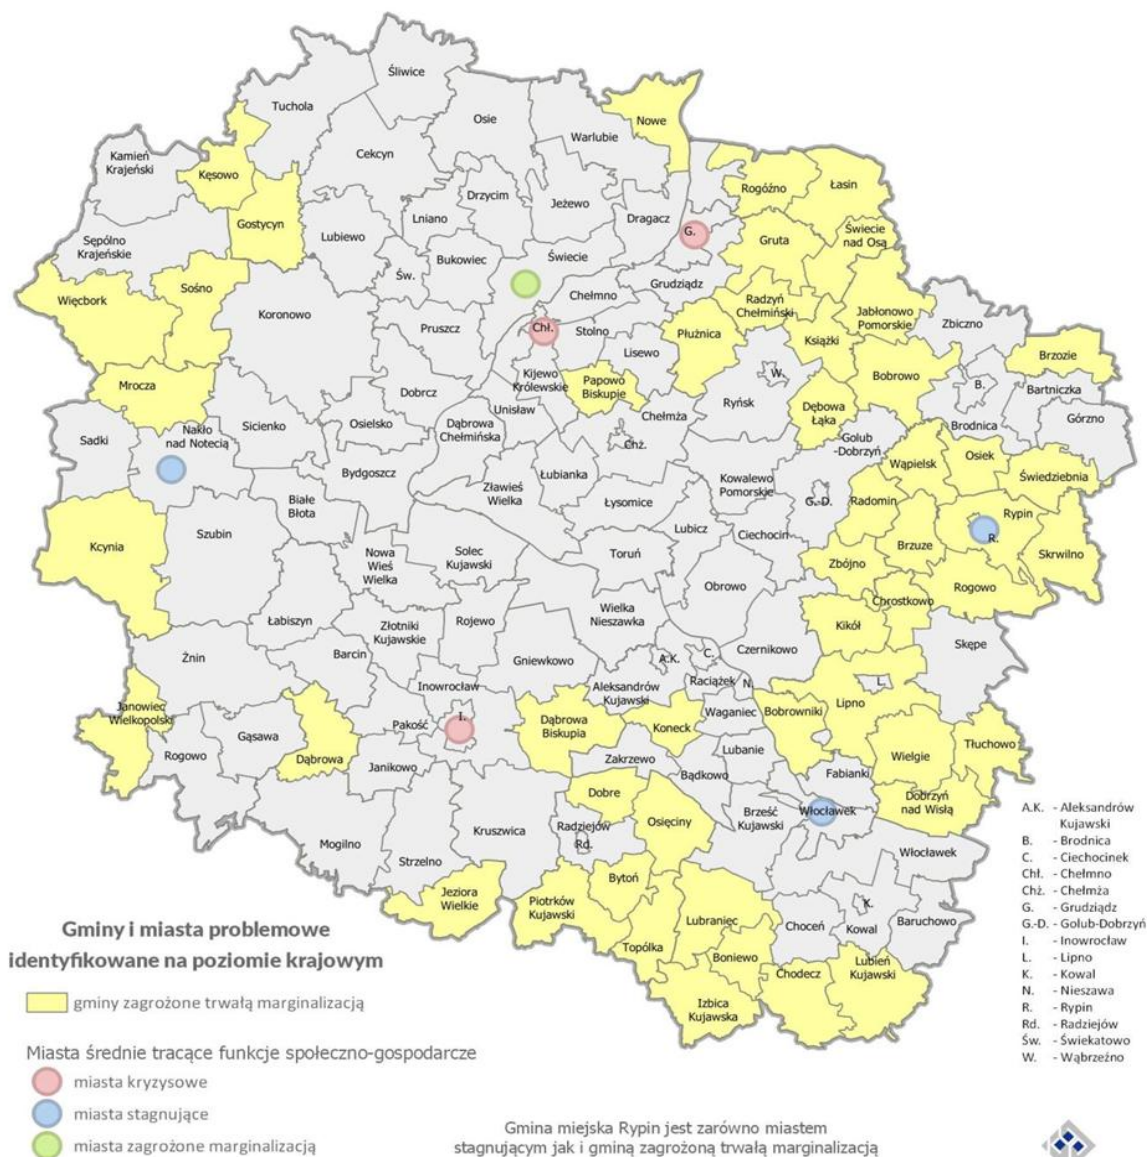 Śliwice
Tuchola
Osie
Nowe
Warlubie
Cekcyn
Kamień
Krajeński
Kęsowo
Rogóźno
Łasin
Drzycim
Jeżewo
Lniano
Dragacz
Gostycyn
Świecie
nad Osą
Lubiewo
G.
Gruta
Sępólno
Krajeńskie
Bukowiec
Świecie
Św.
Sośno
Grudziądz
Więcbork
Chełmno
Radzyń
Chełmiński
Koronowo
Jabłonowo
Pomorskie
Zbiczno
Pruszcz
Chł.
Stolno
Płużnica
Książki
Lisewo
Brzozie
Kijewo
Królewskie
W.
Bobrowo
B.
Bartniczka
Mrocza
Dobrcz
Papowo
Biskupie
Ryńsk
Dębowa
Łąka
Unisław
Chełmża
Górzno
Sicienko
Osielsko
Dąbrowa
Chełmińska
Brodnica
Nakło
nad Notecią
Sadki
Chż.
Golub
-Dobrzyń
Osiek
Wąpielsk
Bydgoszcz
Łubianka
Świedziebnia
Kowalewo
Pomorskie
Zławieś
Wielka
Łysomice
G.-D.
Radomin
Białe
Błota
Rypin
Lubicz
Szubin
Ciechocin
R.
Kcynia
Nowa
Wieś
Wielka
Solec
Kujawski
Toruń
Brzuze
Skrwilno
Zbójno
Obrowo
Rogowo
Chrostkowo
Łabiszyn
Złotniki
Kujawskie
Rojewo
Wielka
Nieszawka
Kikół
Skępe
Czernikowo
Żnin
Barcin
Gniewkowo
A.K.
C.
Inowrocław
Aleksandrów
Kujawski
Raciążek
N.
L.
Janowiec
Wielkopolski
Lipno
Bobrowniki
I.
Pakość
Dąbrowa
Biskupia
Koneck
Waganiec
Gąsawa
Tłuchowo
Rogowo
Dąbrowa
Janikowo
Zakrzewo
Lubanie
Wielgie
Bądkowo
Fabianki
Dobre
Dobrzyń
nad Wisłą
Włocławek
Osięciny
Brześć
Kujawski
Kruszwica
Radziejów
Rd.
Mogilno
Włocławek
Strzelno
Bytoń
Jeziora
Wielkie
Piotrków
Kujawski
K.
Lubraniec
Choceń
Kowal
Baruchowo
Topólka
Boniewo
Lubień
Kujawski
Chodecz
Izbica
Kujawska
A.K. - Aleksandrów
Kujawski
B. - Brodnica
C. - Ciechocinek
Chł. - Chełmno
Chż. - Chełmża
G. - Grudziądz
G.-D. - Golub-Dobrzyń
I. - Inowrocław
L. - Lipno
K. - Kowal
N. - Nieszawa
R. - Rypin
Rd. - Radziejów
Św. - Świekatowo
W. - Wąbrzeźno
Gminy i miasta problemowe
identyfikowane na poziomie krajowym
gminy zagrożone trwałą marginalizacją
Miasta średnie tracące funkcje społeczno-gospodarcze
miasta kryzysowe
miasta stagnujące
miasta zagrożone marginalizacją
Gmina miejska Rypin jest zarówno miastem
stagnującym jak i gminą zagrożoną trwałą marginalizacją